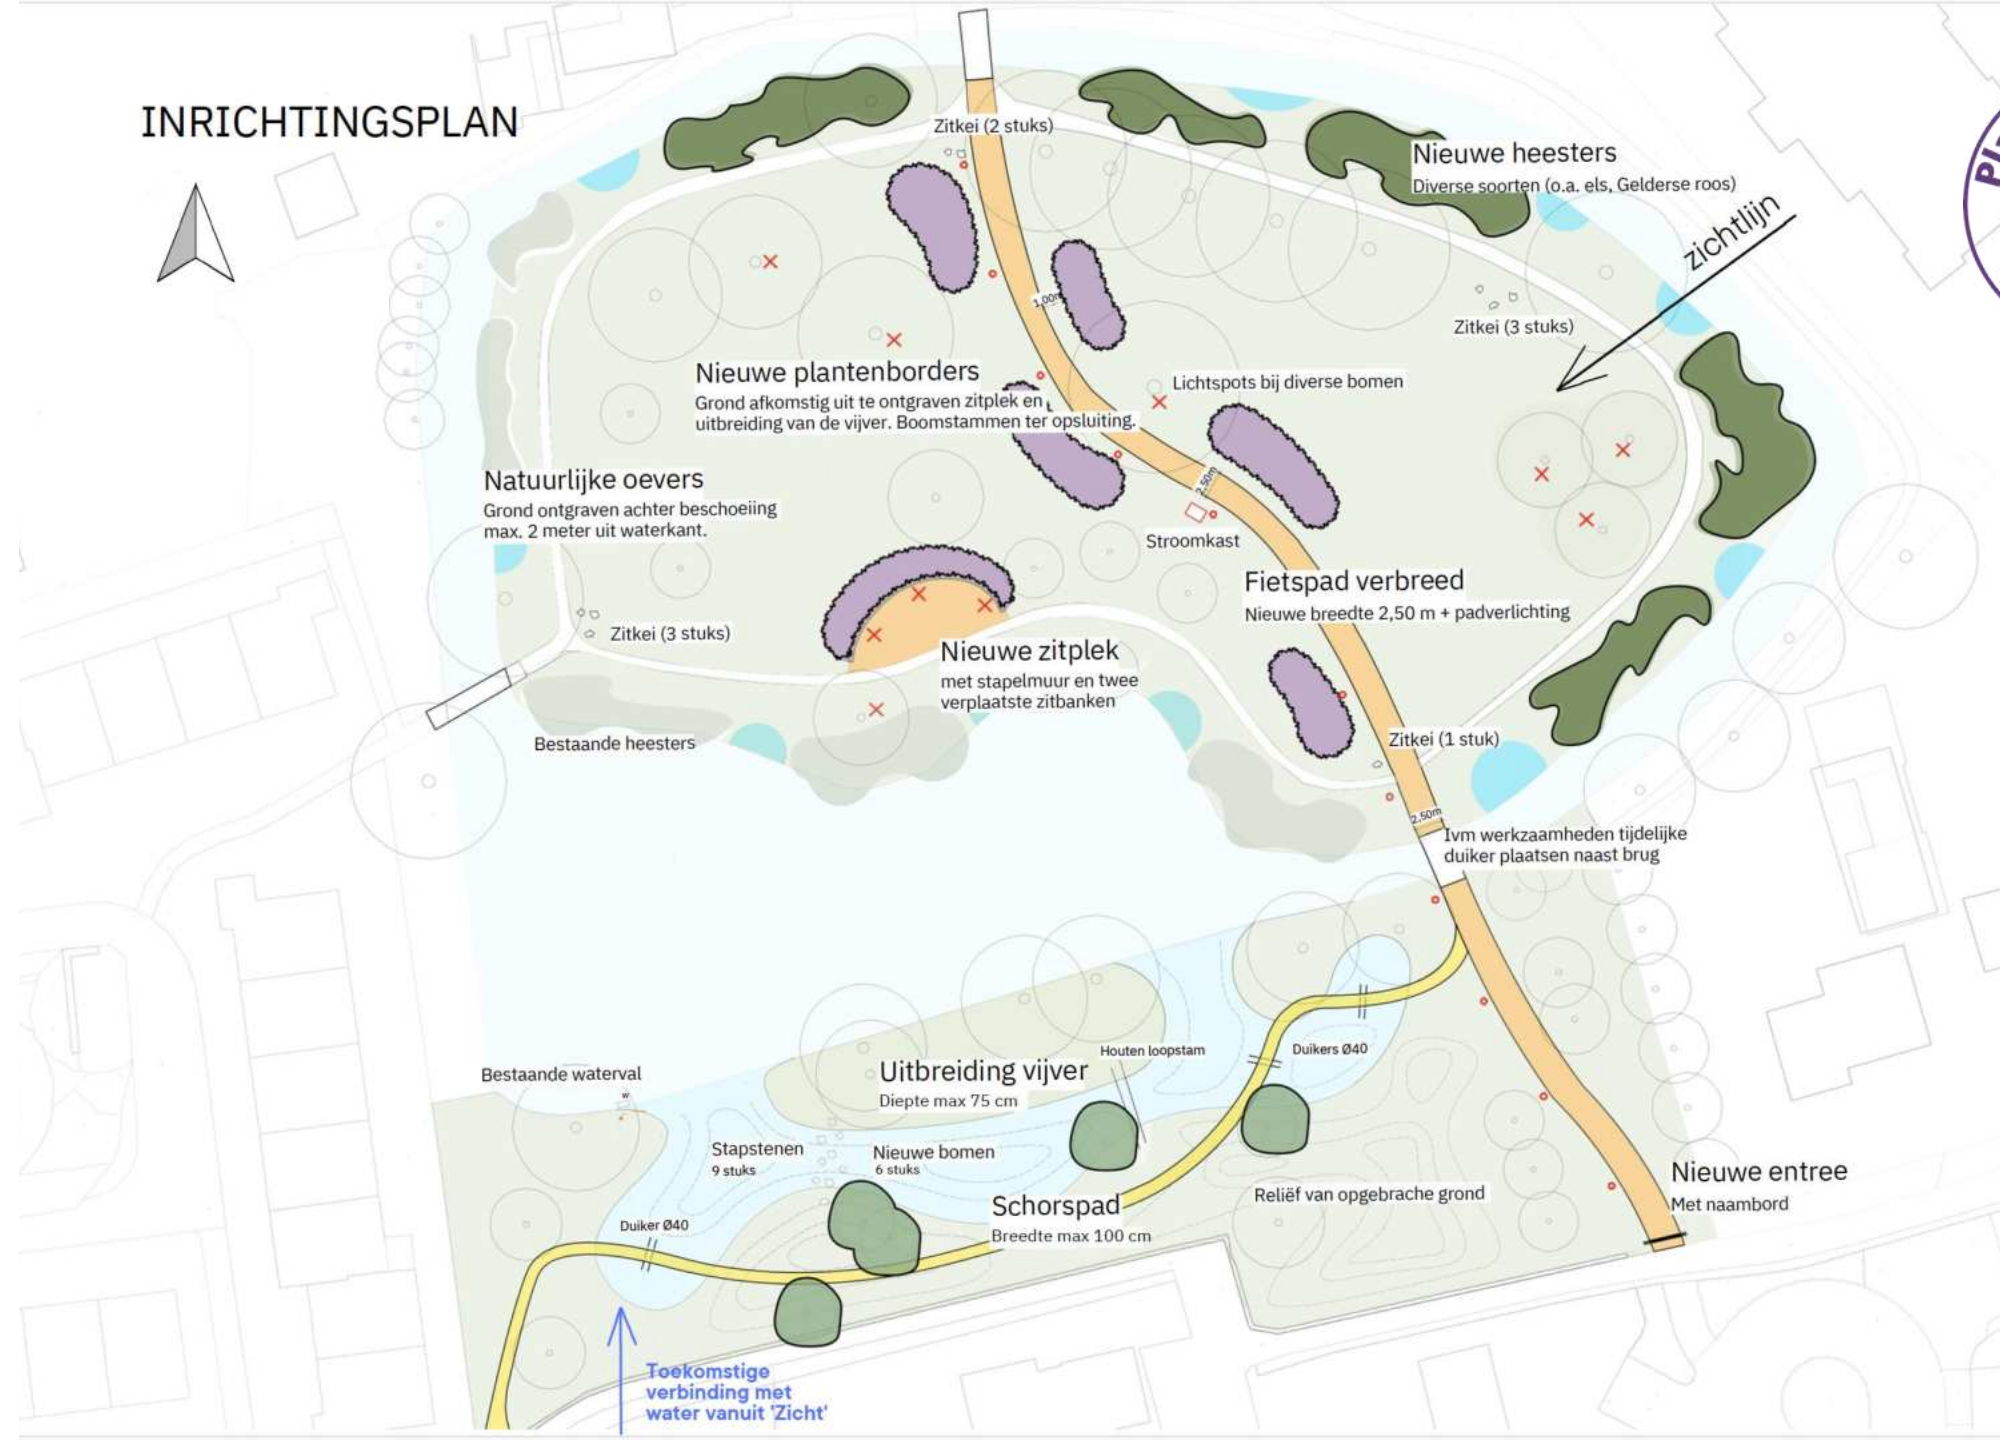 INRICHTINGSPLAN
Zitkei (2 stuks)
Nieuwe heesters
Diverse soorten (o.a. els, Gelderse roos)
zichtlijn
Zitkei (3 stuks)
Nieuwe plantenborders
Grond afkomstig uit te ontgraven zitplek en
uitbreiding van de vijver. Boomstammen ter opsluiting.
Lichtspots bij diverse bomen
Natuurlijke oevers
Grond ontgraven achter beschoeiing
max. 2 meter uit waterkant.
2,50m
Stroomkast
Fietspad verbreed
Nieuwe breedte 2,50 m + padverlichting
Zitkei (3 stuks)
Nieuwe zitplek
met stapelmuur en twee
verplaatste zitbanken
Bestaande heesters
Zitkei (1 stuk)
2,50m
Ivm werkzaamheden tijdelijke
duiker plaatsen naast brug
Bestaande waterval
w
Uitbreiding vijver
Diepte max 75 cm
Houten loopstam
Duikers Ø40
Stapstenen
9 stuks
Nieuwe bomen
6 stuks
Schorspad
Breedte max 100 cm
Reliëf van opgebrache grond
Nieuwe entree
Met naambord
Duiker Ø40
Toekomstige
verbinding met
water vanuit 'Zicht'